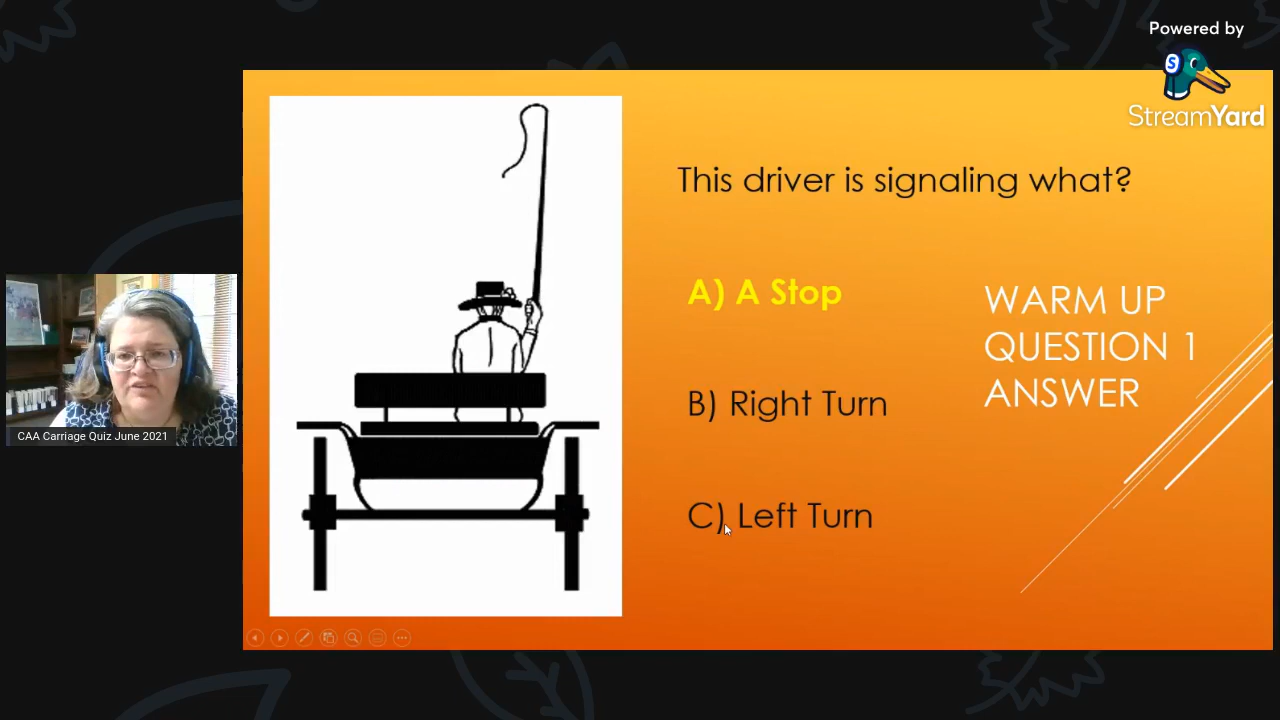 Powered by
S
StreamYard
This driver is signaling what?
A) A Stop
B) Right Turn
C) Left Turn
WARM UP
QUESTION 1
ANSWER
CAA Carriage Quiz June 2021